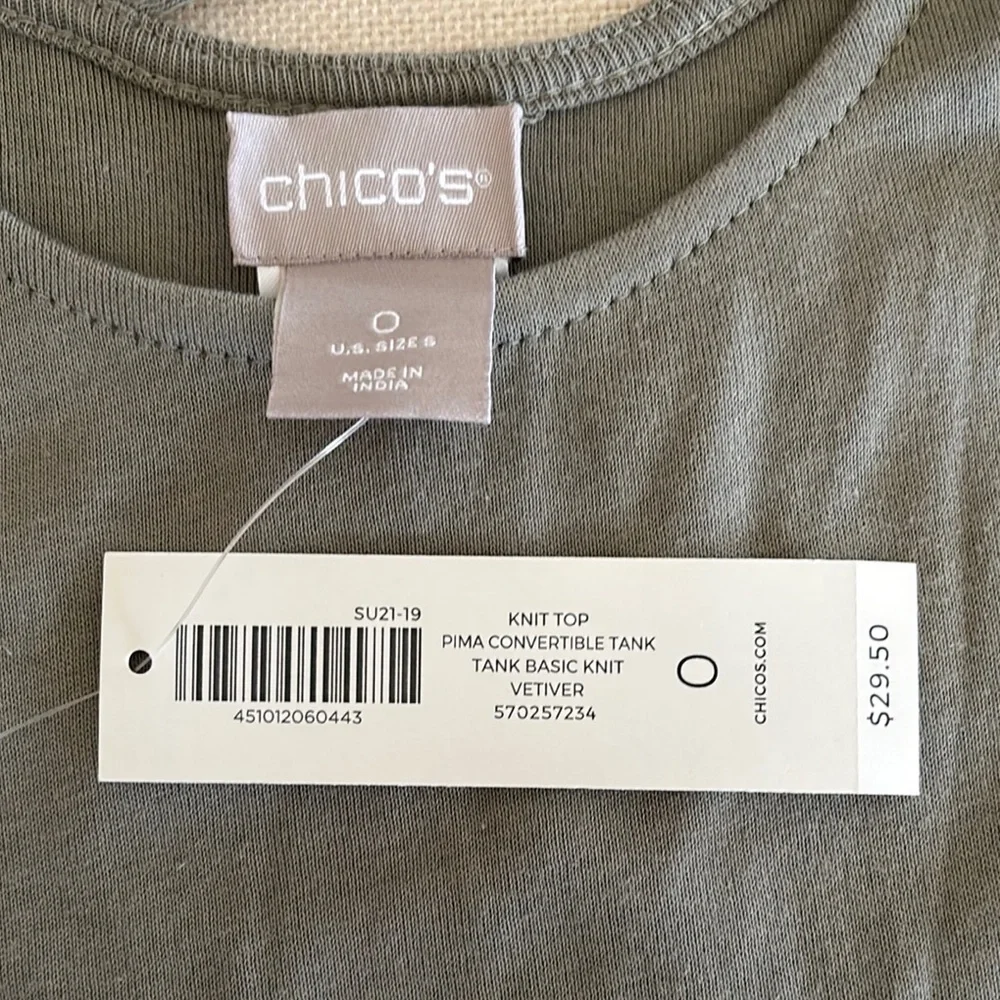 chico's®
0
U.S. SIZE S
MADE IN
INDIA
SU21-19
451012060443
KNIT TOP
PIMA CONVERTIBLE TANK
TANK BASIC KNIT
VETIVER
570257234
0
CHICOS.COM
$29.50